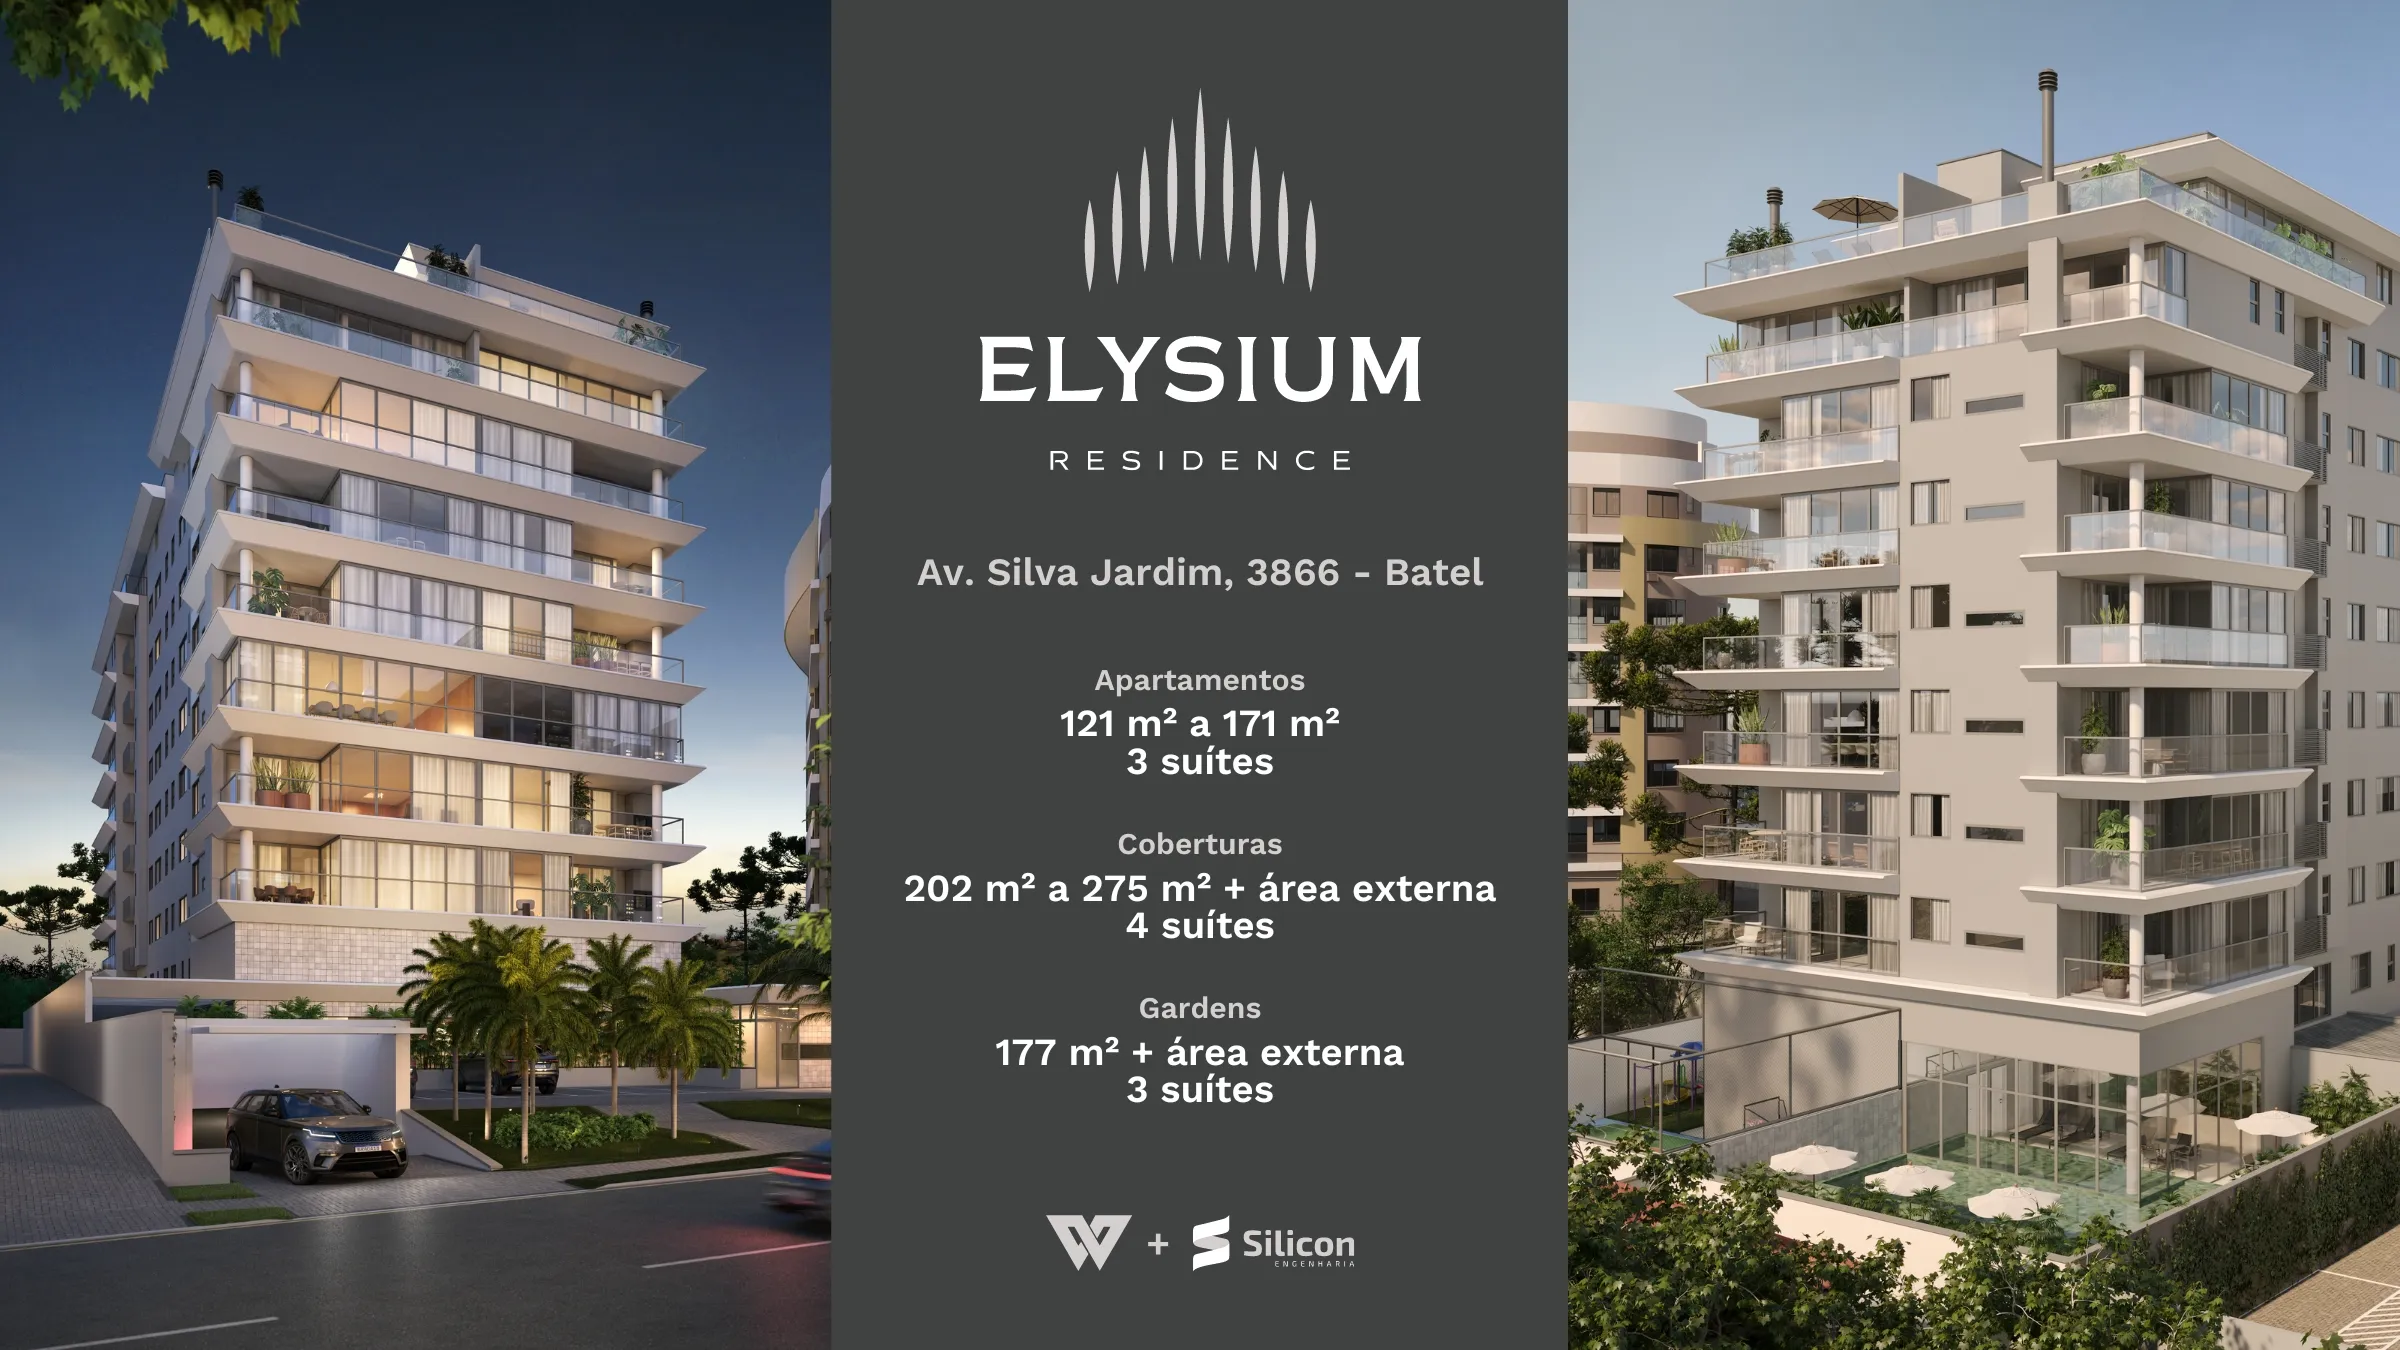 ELYSIUM
RESIDENCE
Av. Silva Jardim, 3866 - Batel
Apartamentos
121 m² a 171 m²
3 suítes
Coberturas
202 m² a 275 m² + área externa
4 suítes
Gardens
177 m² + área externa
3 suítes
W + Silicon
ENGENHARIA